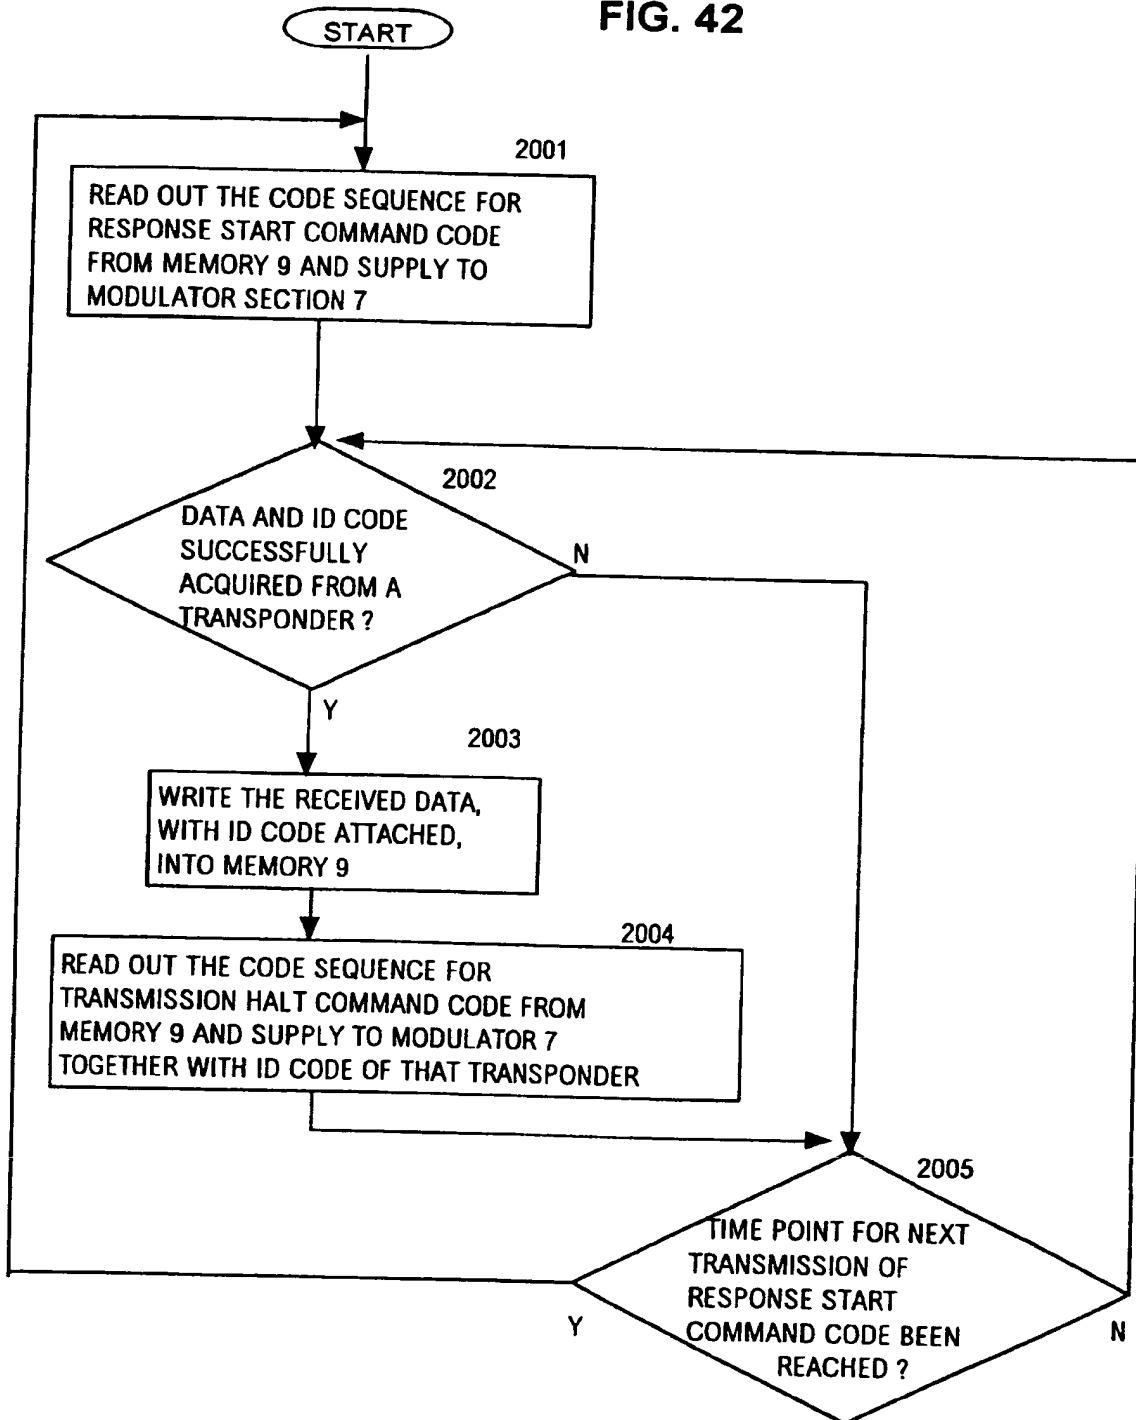 FIG. 42
START
2001
READ OUT THE CODE SEQUENCE FOR
RESPONSE START COMMAND CODE
FROM MEMORY 9 AND SUPPLY TO
MODULATOR SECTION 7
2002
DATA AND ID CODE
SUCCESSFULLY
ACQUIRED FROM A
TRANSPONDER ?
N
Y
2003
WRITE THE RECEIVED DATA,
WITH ID CODE ATTACHED,
INTO MEMORY 9
2004
READ OUT THE CODE SEQUENCE FOR
TRANSMISSION HALT COMMAND CODE FROM
MEMORY 9 AND SUPPLY TO MODULATOR 7
TOGETHER WITH ID CODE OF THAT TRANSPONDER
2005
TIME POINT FOR NEXT
TRANSMISSION OF
RESPONSE START
COMMAND CODE BEEN
REACHED ?
Y
N